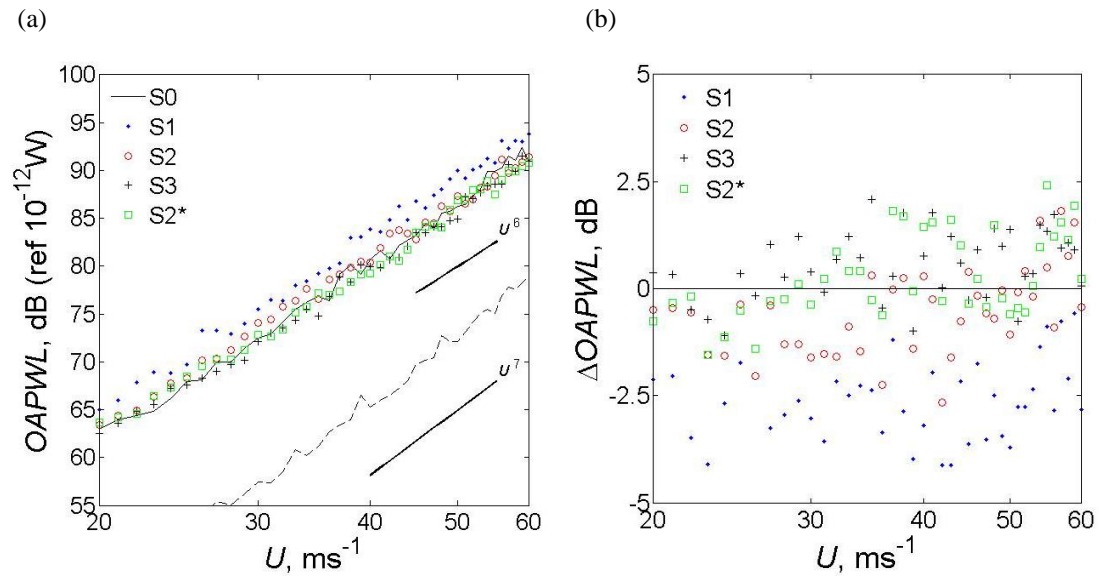 (a)
(b)
100
95
90
85
80
75
70
65
60
55
OAPWL, dB (ref 10⁻¹²W)
S0
S1
S2
S3
S2*
U⁶
U⁷
20
30
40
50
60
U, ms⁻¹
5
2.5
0
-2.5
-5
ΔOAPWL, dB
S1
S2
S3
S2*
20
30
40
50
60
U, ms⁻¹